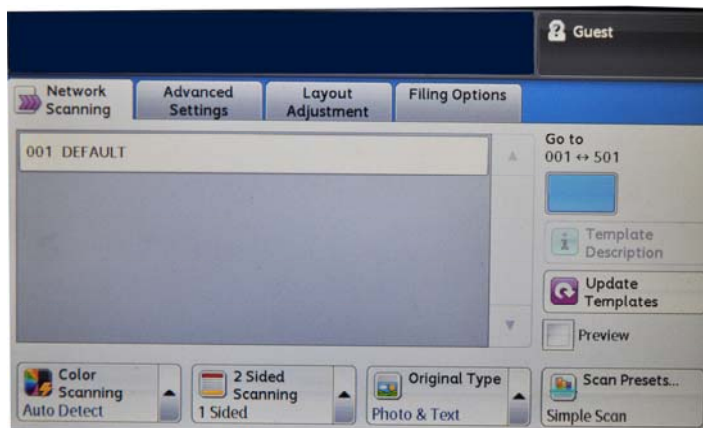 Guest
Network
Scanning
Advanced
Settings
Layout
Adjustment
Filing Options
001 DEFAULT
Go to
001 ↔ 501
Template
Description
Update
Templates
Preview
Color
Scanning
Auto Detect
2 Sided
Scanning
1 Sided
Original Type
Photo & Text
Scan Presets...
Simple Scan